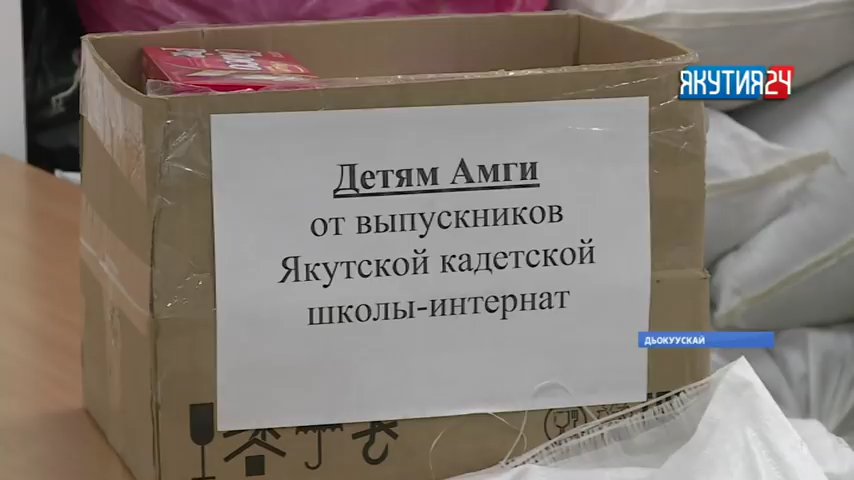 ЯКУТИЯ24
Детям Амги
от выпускников
Якутской кадетской
школы-интернат
ДЬОКУУСКАЙ